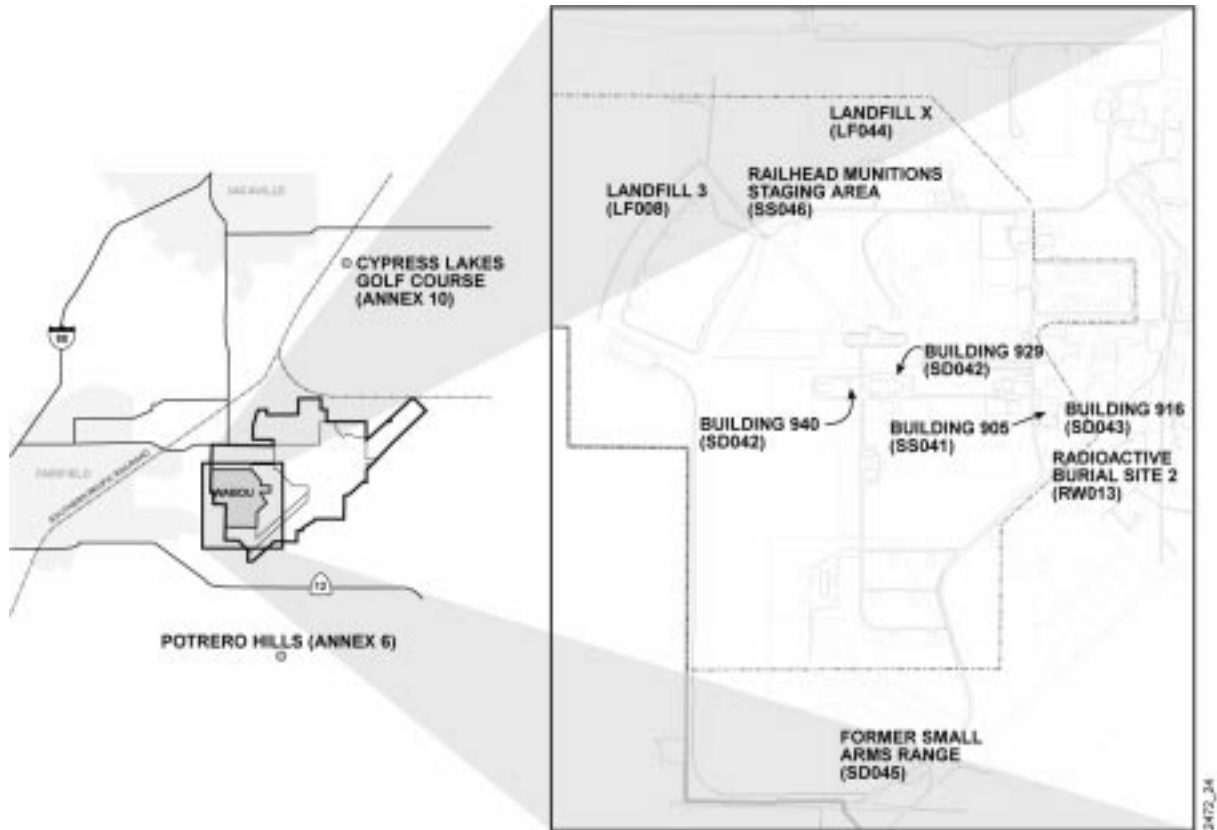 VACAVILLE
CYPRESS LAKES
GOLF COURSE
(ANNEX 10)
80
FAIRFIELD
SOUTHERN PACIFIC RAILROAD
WABOU
12
POTRERO HILLS (ANNEX 6)
LANDFILL X
(LF044)
RAILHEAD MUNITIONS
STAGING AREA
(SS046)
LANDFILL 3
(LF008)
BUILDING 929
(SD042)
BUILDING 940
(SD042)
BUILDING 905
(SS041)
BUILDING 916
(SD043)
RADIOACTIVE
BURIAL SITE 2
(RW013)
FORMER SMALL
ARMS RANGE
(SD045)
2472_24